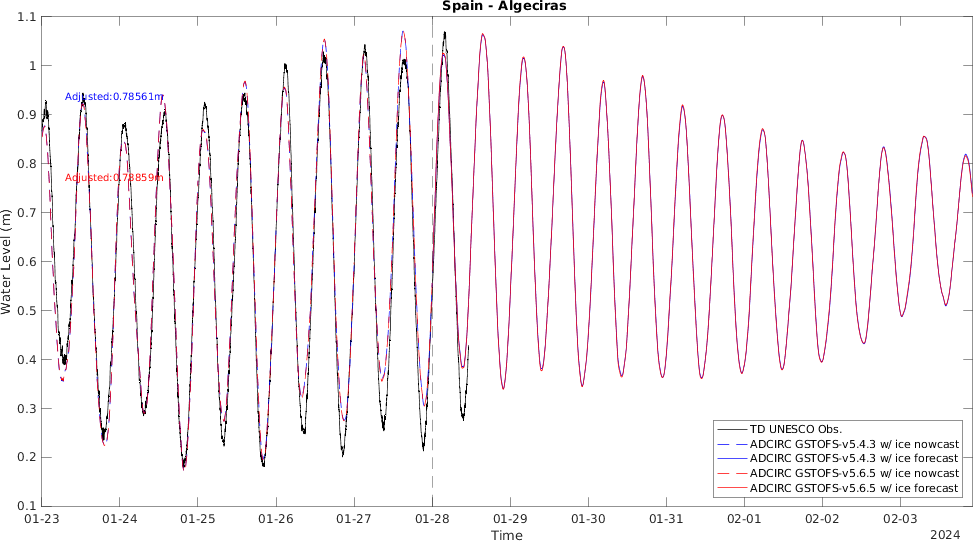 Spain - Algeciras
1.1
1
0.9
0.8
0.7
0.6
0.5
0.4
0.3
0.2
0.1
Water Level (m)
Adjusted:0.78561m
Adjusted:0.78859m
TD UNESCO Obs.
ADCIRC GSTOFS-v5.4.3 w/ ice nowcast
ADCIRC GSTOFS-v5.4.3 w/ ice forecast
ADCIRC GSTOFS-v5.6.5 w/ ice nowcast
ADCIRC GSTOFS-v5.6.5 w/ ice forecast
01-23 01-24 01-25 01-26 01-27 01-28 01-29 01-30 01-31 02-01 02-02 02-03
Time
2024